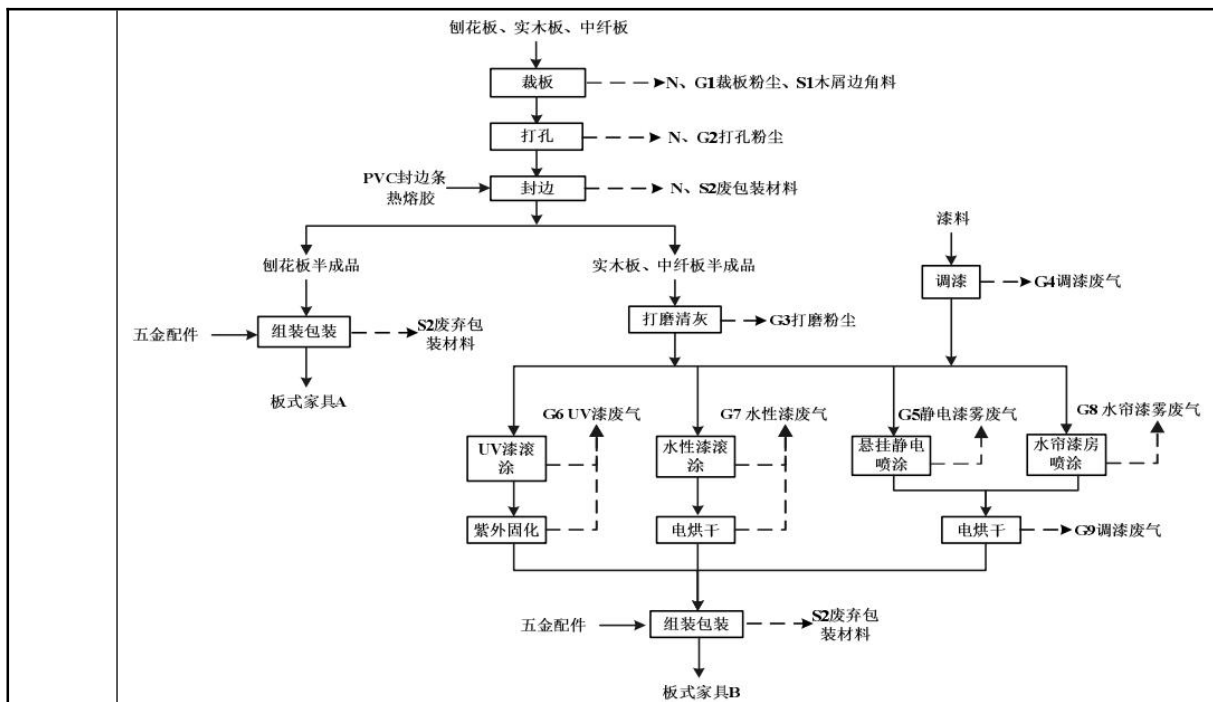 刨花板、实木板、中纤板
裁板
N、G1裁板粉尘、S1木屑边角料
打孔
N、G2打孔粉尘
PVC封边条
热熔胶
封边
N、S2废包装材料
漆料
刨花板半成品
实木板、中纤板半成品
调漆
G4调漆废气
五金配件
组装包装
S2废弃包
装材料
打磨清灰
G3打磨粉尘
板式家具A
G6 UV漆废气
G7 水性漆废气
G5静电漆雾废气
G8 水帘漆雾废气
UV漆滚
涂
水性漆滚
涂
悬挂静电
喷涂
水帘漆房
喷涂
紫外固化
电烘干
电烘干
G9调漆废气
五金配件
组装包装
S2废弃包
装材料
板式家具B